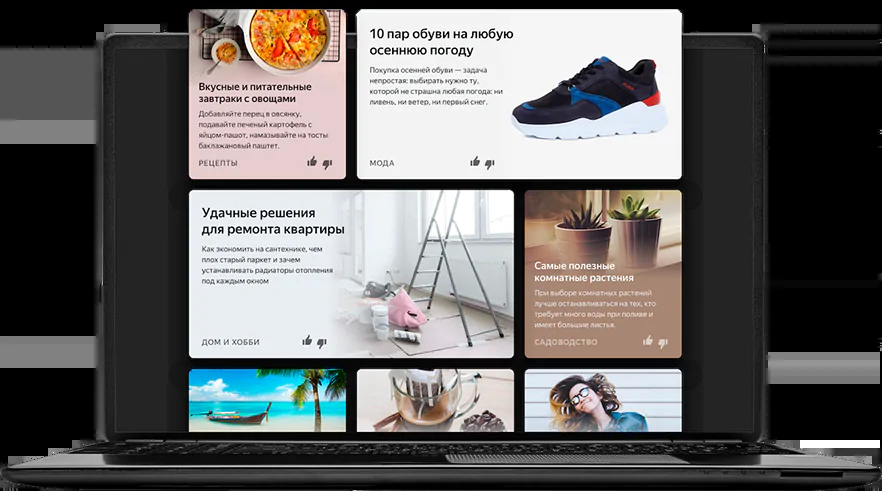 Вкусные и питательные
завтраки с овощами
Добавляйте перец в овсянку,
подавайте печеный картофель с
яйцом-пашот, намазывайте на тосты
баклажановый паштет.
РЕЦЕПТЫ
10 пар обуви на любую
осеннюю погоду
Покупка осенней обуви — задача
непростая: выбирать нужно ту,
которой не страшна любая погода: ни
ливень, ни ветер, ни первый снег.
МОДА
Удачные решения
для ремонта квартиры
Как экономить на сантехнике, чем
плох старый паркет и зачем
устанавливать радиаторы отопления
под каждым окном
ДОМ И ХОББИ
Самые полезные
комнатные растения
При выборе комнатных растений
лучше останавливаться на тех, кто
требует много воды при поливе и
имеет большие листья.
САДОВОДСТВО